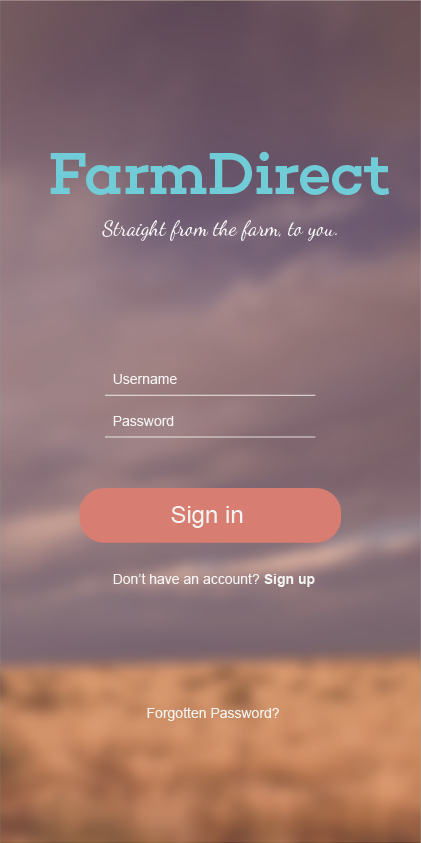 FarmDirect
Straight from the farm, to you.
Username
Password
Sign in
Don't have an account? Sign up
Forgotten Password?